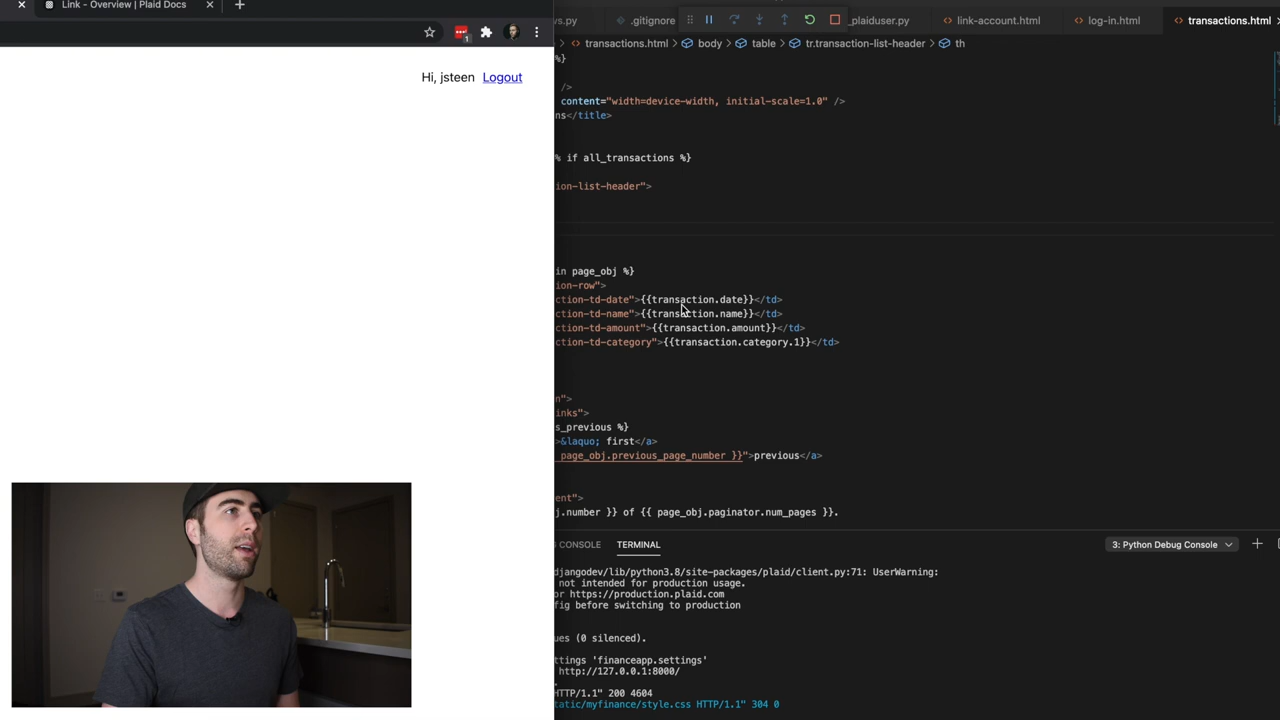 Link - Overview | Plaid Docs
1
Hi, jsteen Logout
s.py
.gitignore
_plaiduser.py
link-account.html
log-in.html
transactions.html
transactions.html
body
table
tr.transaction-list-header
th
%}
/>
content="width=device-width, initial-scale=1.0" />
ns</title>
% if all_transactions %}
ion-list-header">
in page_obj %}
ion-row">
ction-td-date">{{transaction.date}}</td>
ction-td-name">{{transaction.name}}</td>
ction-td-amount">{{transaction.amount}}</td>
ction-td-category">{{transaction.category.1}}</td>
n">
inks">
s_previous %}
>&laquo; first</a>
page_obj.previous_page_number }}">previous</a>
ent">
j.number }} of {{ page_obj.paginator.num_pages }}.
CONSOLE
TERMINAL
3: Python Debug Console
djangodev/lib/python3.8/site-packages/plaid/client.py:71: UserWarning:
not intended for production usage.
or https://production.plaid.com
fig before switching to production
ues (0 silenced).
ttings 'financeapp.settings'
http://127.0.0.1:8000/
.
HTTP/1.1" 200 4604
tatic/myfinance/style.css HTTP/1.1" 304 0